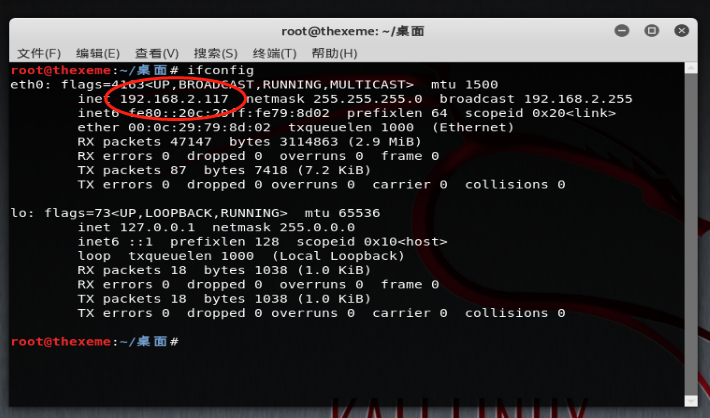 root@thexeme: ~/桌面
文件(F) 编辑(E) 查看(V) 搜索(S) 终端(T) 帮助(H)
root@thexeme:~/桌面# ifconfig
eth0: flags=4163<UP,BROADCAST,RUNNING,MULTICAST>  mtu 1500
inet 192.168.2.117  netmask 255.255.255.0  broadcast 192.168.2.255
inet6 fe80::20c:29ff:fe79:8d02  prefixlen 64  scopeid 0x20<link>
ether 00:0c:29:79:8d:02  txqueuelen 1000  (Ethernet)
RX packets 47147  bytes 3114863 (2.9 MiB)
RX errors 0  dropped 0  overruns 0  frame 0
TX packets 87  bytes 7418 (7.2 KiB)
TX errors 0  dropped 0 overruns 0  carrier 0  collisions 0
lo: flags=73<UP,LOOPBACK,RUNNING>  mtu 65536
inet 127.0.0.1  netmask 255.0.0.0
inet6 ::1  prefixlen 128  scopeid 0x10<host>
loop  txqueuelen 1000  (Local Loopback)
RX packets 18  bytes 1038 (1.0 KiB)
RX errors 0  dropped 0  overruns 0  frame 0
TX packets 18  bytes 1038 (1.0 KiB)
TX errors 0  dropped 0 overruns 0  carrier 0  collisions 0
root@thexeme:~/桌面#
KALI LINUX